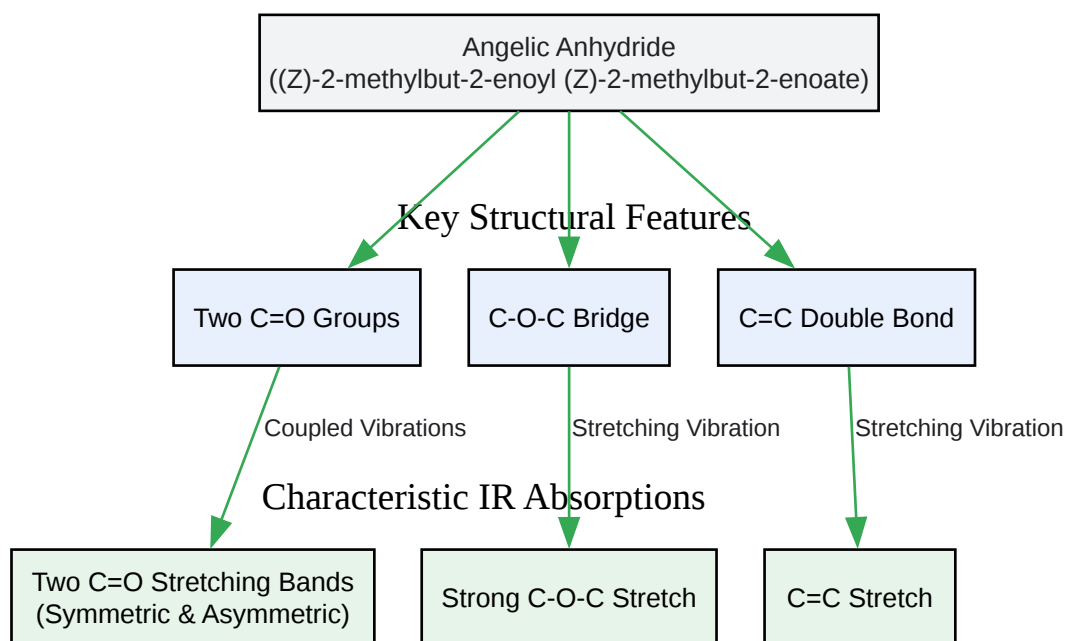 Angelic Anhydride
((Z)-2-methylbut-2-enoyl (Z)-2-methylbut-2-enoate)
Key Structural Features
Two C=O Groups
C-O-C Bridge
C=C Double Bond
Coupled Vibrations
Stretching Vibration
Stretching Vibration
Characteristic IR Absorptions
Two C=O Stretching Bands
(Symmetric & Asymmetric)
Strong C-O-C Stretch
C=C Stretch